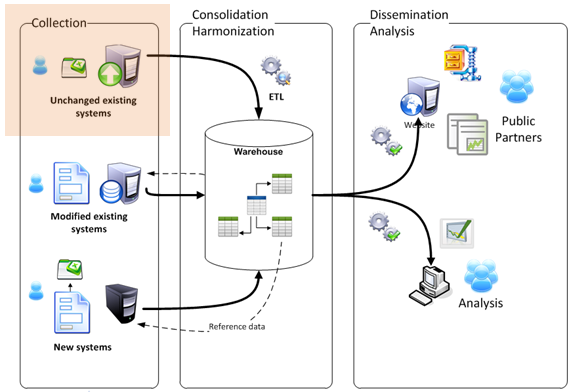 Collection
Unchanged existing
systems
Modified existing
systems
New systems
Consolidation
Harmonization
ETL
Warehouse
Reference data
Dissemination
Analysis
Website
Public
Partners
Analysis